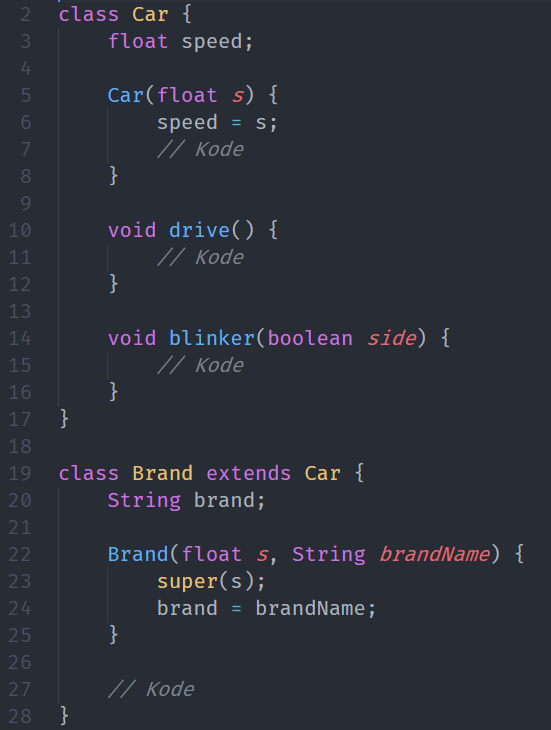 2 class Car {
3     float speed;
4
5     Car(float s) {
6         speed = s;
7         // Kode
8     }
9
10     void drive() {
11         // Kode
12     }
13
14     void blinker(boolean side) {
15         // Kode
16     }
17 }
18
19 class Brand extends Car {
20     String brand;
21
22     Brand(float s, String brandName) {
23         super(s);
24         brand = brandName;
25     }
26
27     // Kode
28 }